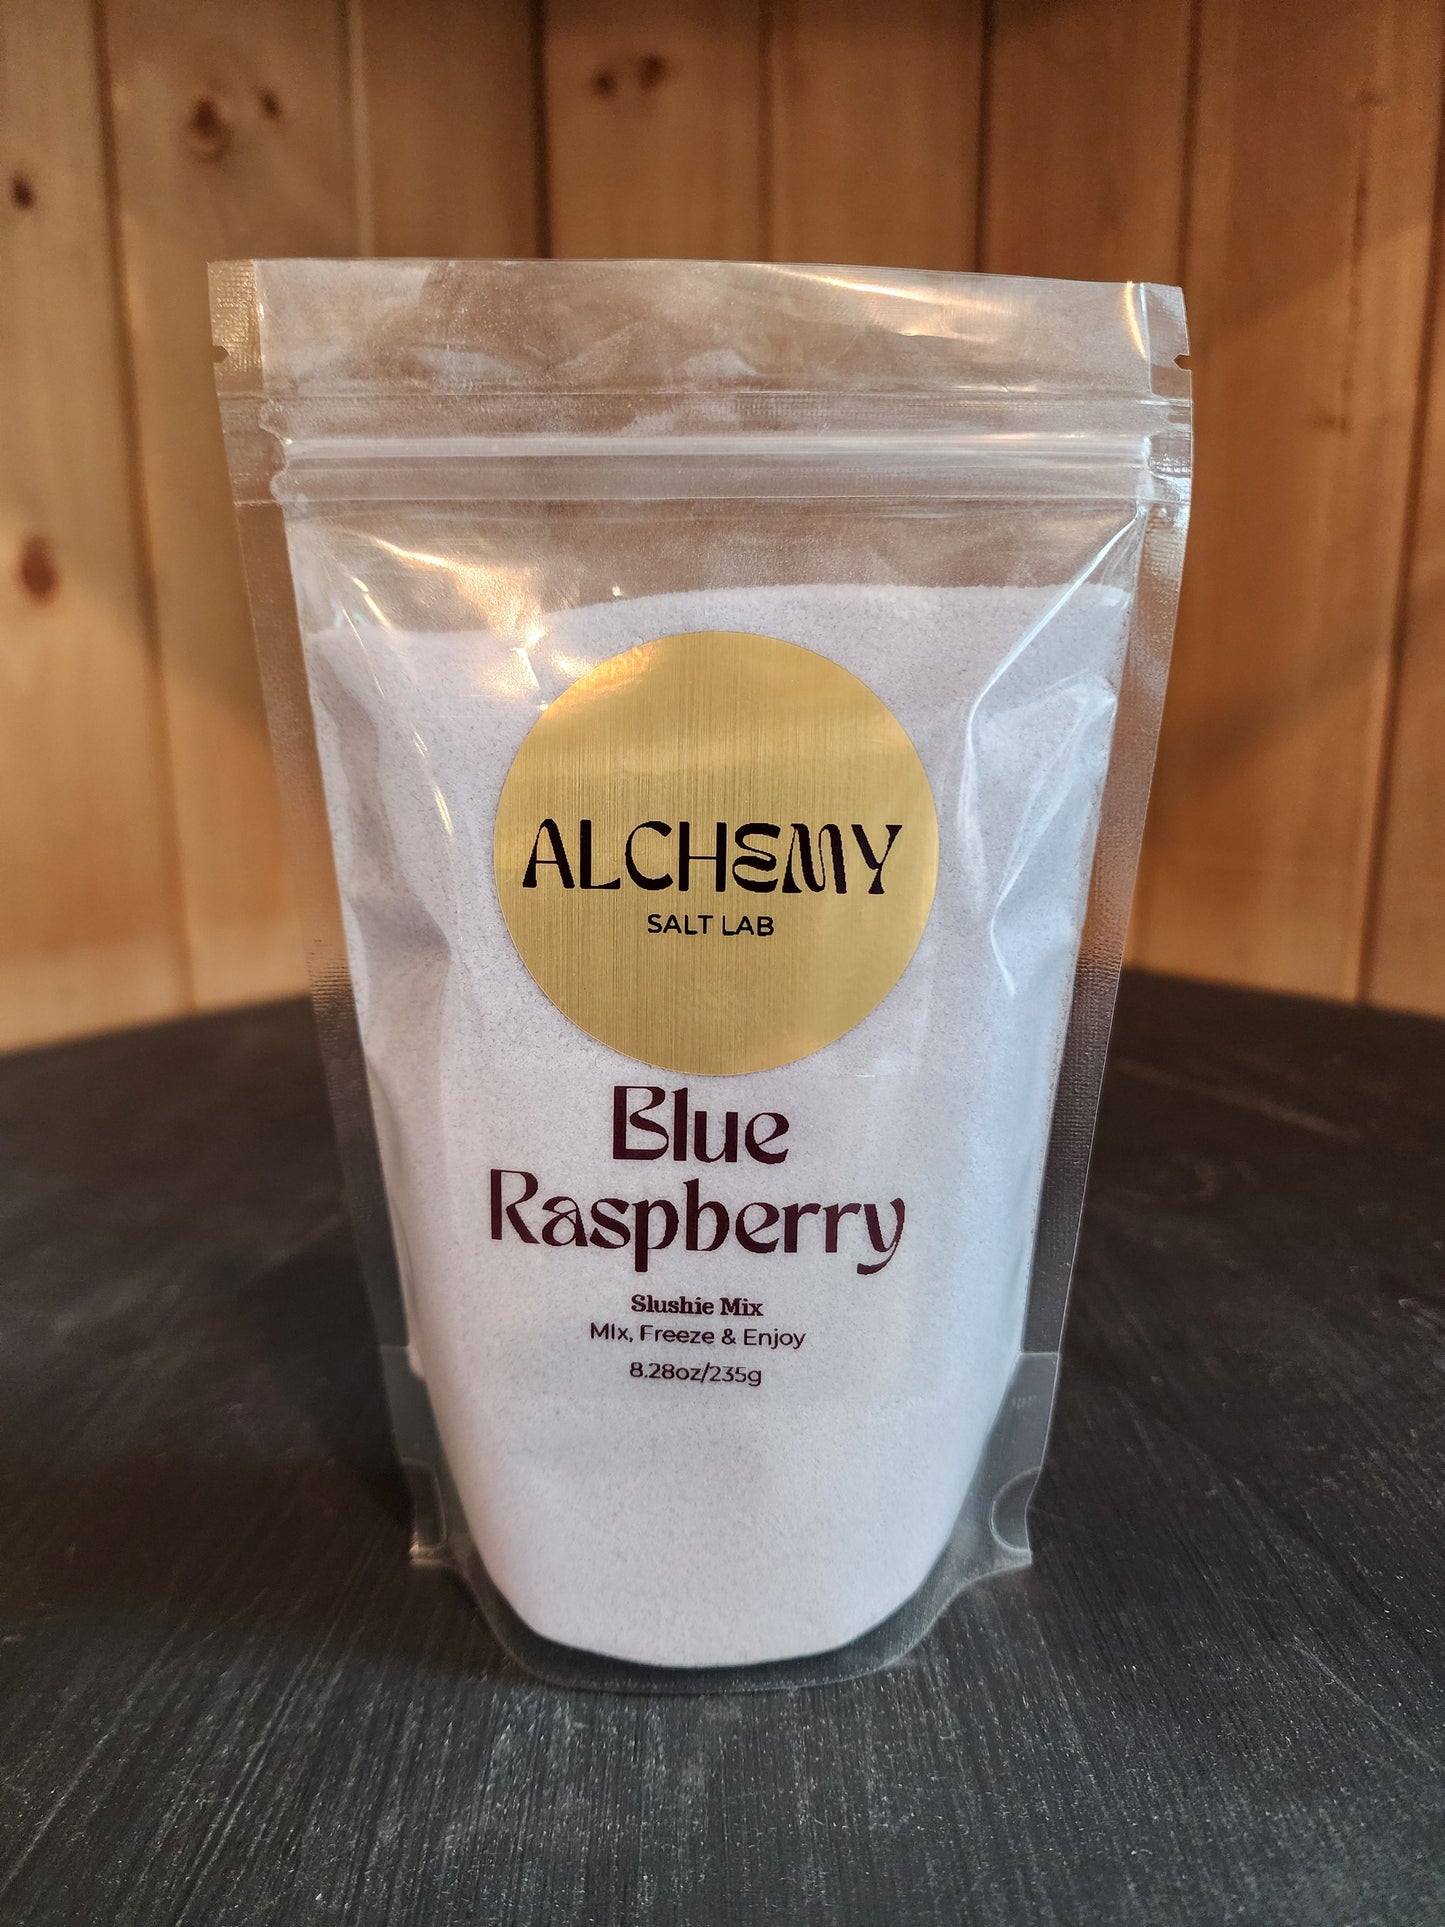 ALCHEMY
SALT LAB
Blue
Raspberry
Slushie Mix
MIx, Freeze & Enjoy
8.28oz/235g